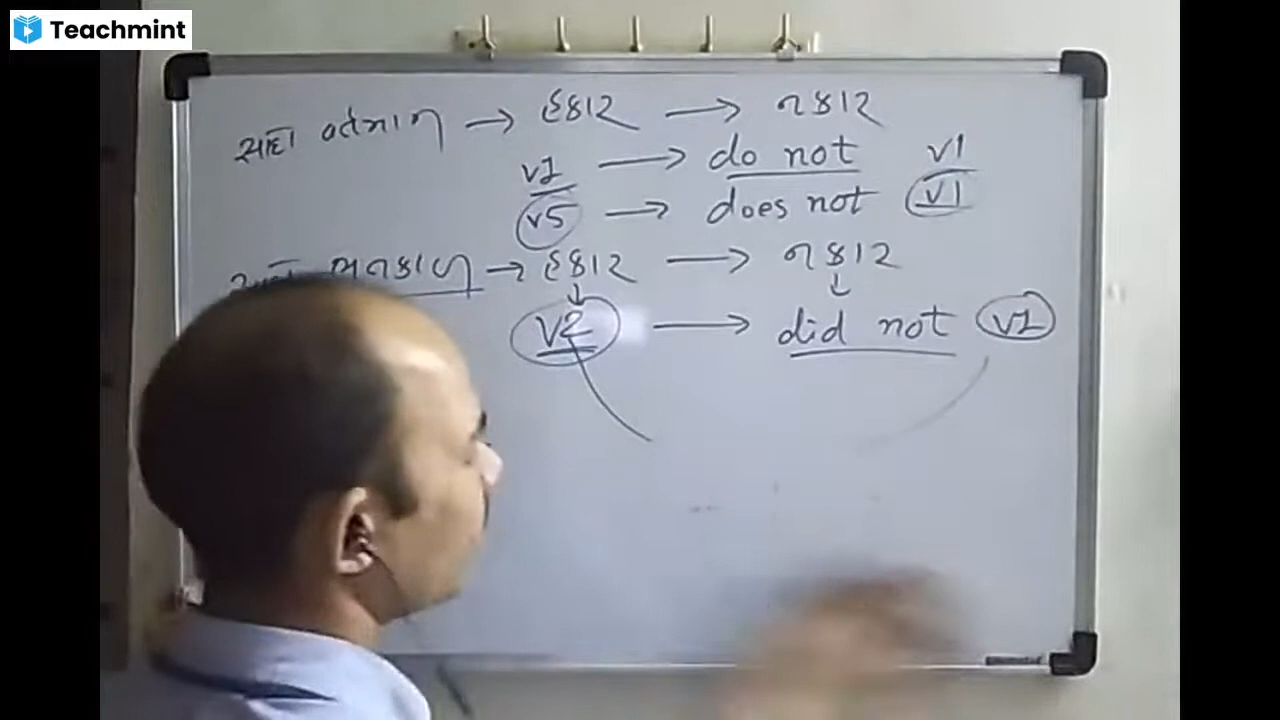 Teachmint
સાદો વર્તમાન → હકાર → નકાર
v1 → do not v1
v5 → does not v1
ભૂતકાળ → હકાર → નકાર
↓ ↓
v2 → did not v1